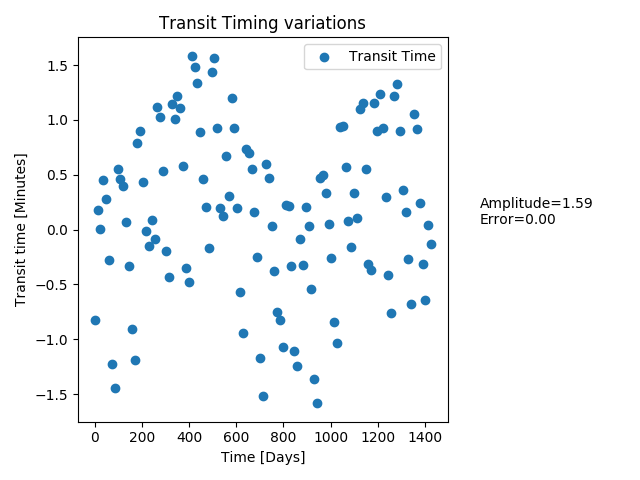 Transit Timing variations
Transit Time
1.5
1.0
0.5
0.0
−0.5
−1.0
−1.5
Transit time [Minutes]
Amplitude=1.59
Error=0.00
0 200 400 600 800 1000 1200 1400
Time [Days]